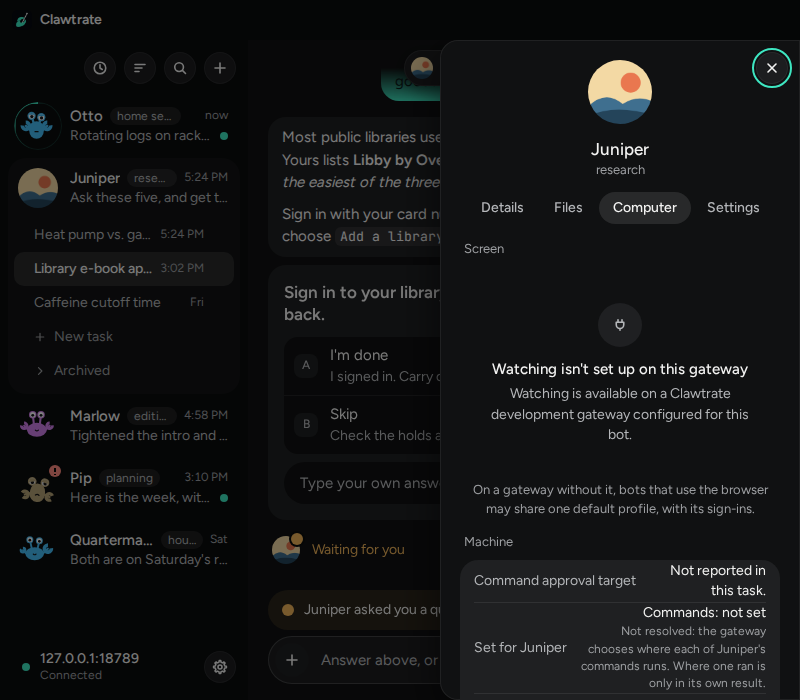 Clawtrate
Otto home se... now
Rotating logs on rack...
Juniper rese... 5:24 PM
Ask these five, and get t...
Heat pump vs. ga... 5:24 PM
Library e-book ap... 3:02 PM
Caffeine cutoff time Fri
+ New task
Archived
Marlow editi... 4:58 PM
Tightened the intro and ...
Pip planning 3:10 PM
Here is the week, wit...
Quarterma... hou... Sat
Both are on Saturday's r...
127.0.0.1:18789
Connected
Most public libraries use
Yours lists Libby by Ove
the easiest of the three
Sign in with your card n
choose Add a library
Sign in to your librar
back.
A I'm done
I signed in. Carry o
B Skip
Check the holds a
Type your own answe
Waiting for you
Juniper asked you a qu
Answer above, or
Juniper
research
Details Files Computer Settings
Screen
Watching isn't set up on this gateway
Watching is available on a Clawtrate
development gateway configured for this
bot.
On a gateway without it, bots that use the browser
may share one default profile, with its sign-ins.
Machine
Command approval target Not reported in
this task.
Set for Juniper Commands: not set
Not resolved: the gateway
chooses where each of Juniper's
commands runs. Where one ran is
only in its own result.